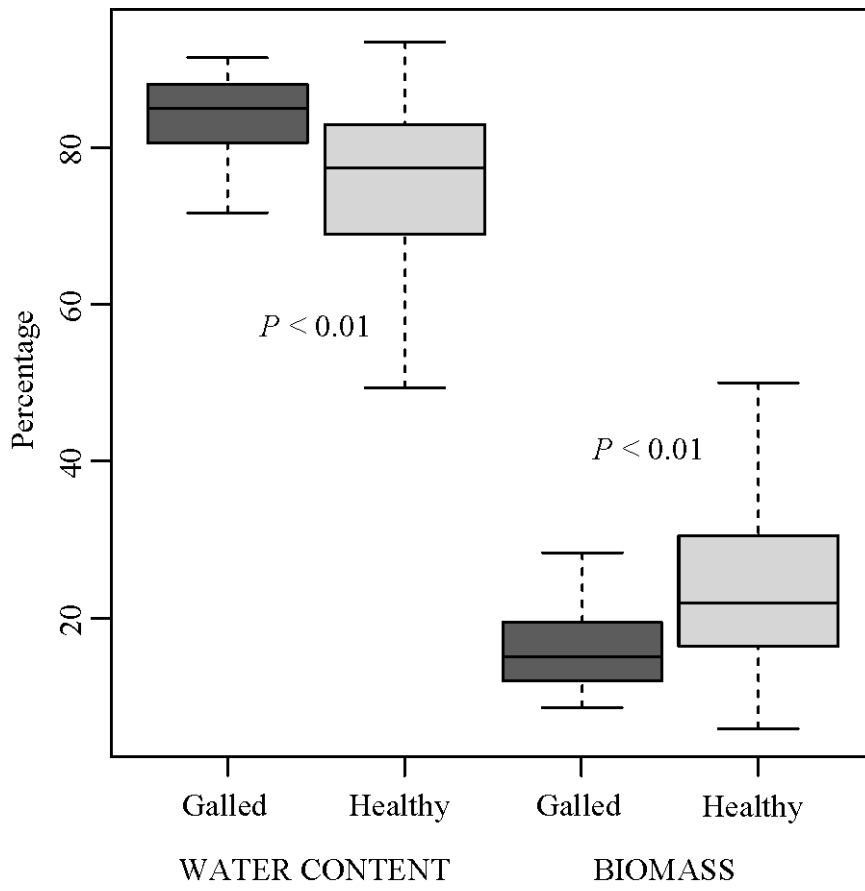 Percentage
80
60
40
20
P < 0.01
P < 0.01
Galled
Healthy
Galled
Healthy
WATER CONTENT
BIOMASS